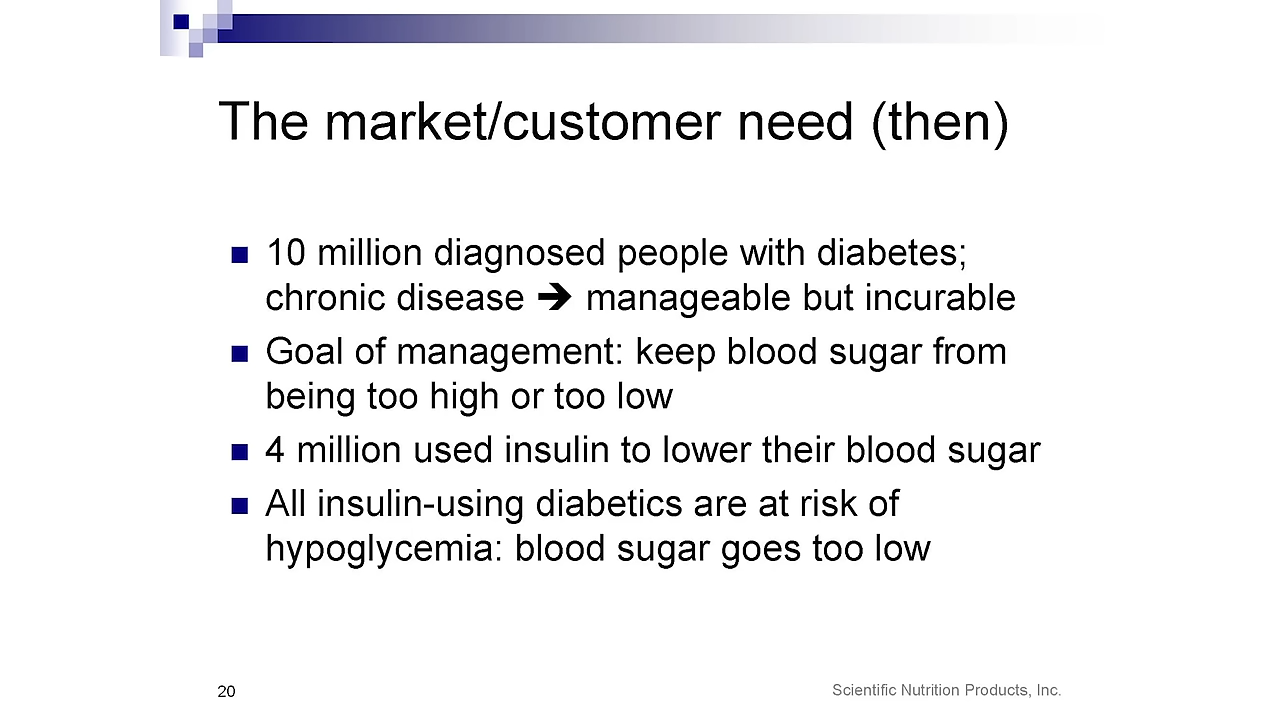 The market/customer need (then)
10 million diagnosed people with diabetes;
chronic disease ➔ manageable but incurable
Goal of management: keep blood sugar from
being too high or too low
4 million used insulin to lower their blood sugar
All insulin-using diabetics are at risk of
hypoglycemia: blood sugar goes too low
20
Scientific Nutrition Products, Inc.